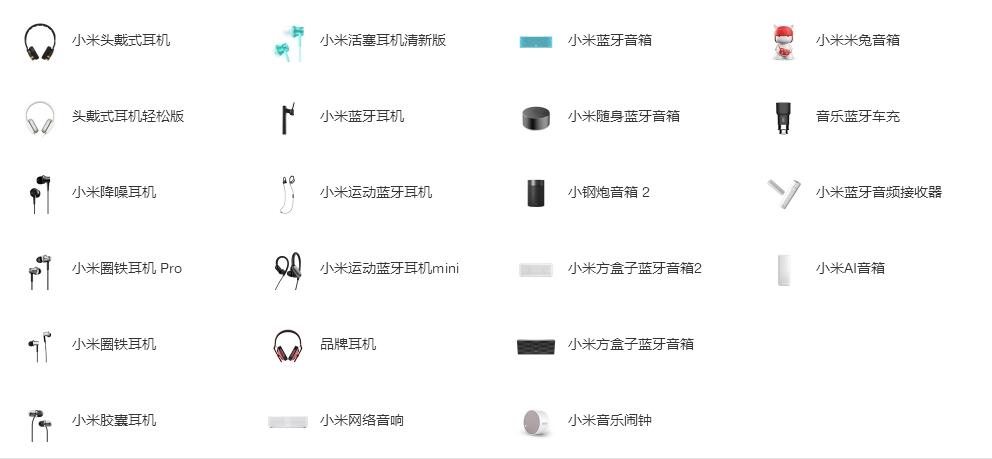 小米头戴式耳机
小米活塞耳机清新版
小米蓝牙音箱
小米米兔音箱
头戴式耳机轻松版
小米蓝牙耳机
小米随身蓝牙音箱
音乐蓝牙车充
小米降噪耳机
小米运动蓝牙耳机
小钢炮音箱 2
小米蓝牙音频接收器
小米圈铁耳机 Pro
小米运动蓝牙耳机mini
小米方盒子蓝牙音箱2
小米AI音箱
小米圈铁耳机
品牌耳机
小米方盒子蓝牙音箱
小米胶囊耳机
小米网络音响
小米音乐闹钟